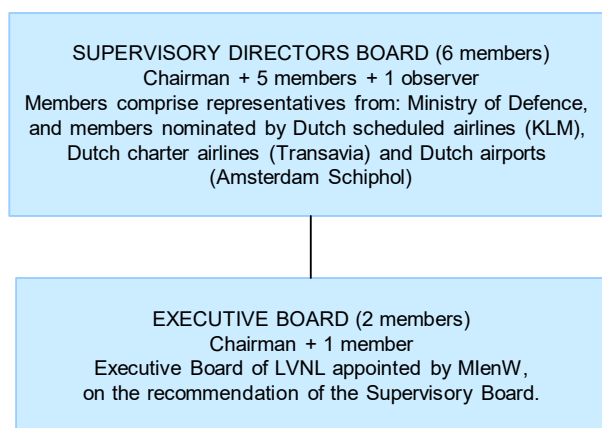 SUPERVISORY DIRECTORS BOARD (6 members)
Chairman + 5 members + 1 observer
Members comprise representatives from: Ministry of Defence,
and members nominated by Dutch scheduled airlines (KLM),
Dutch charter airlines (Transavia) and Dutch airports
(Amsterdam Schiphol)
EXECUTIVE BOARD (2 members)
Chairman + 1 member
Executive Board of LVNL appointed by MIenW,
on the recommendation of the Supervisory Board.